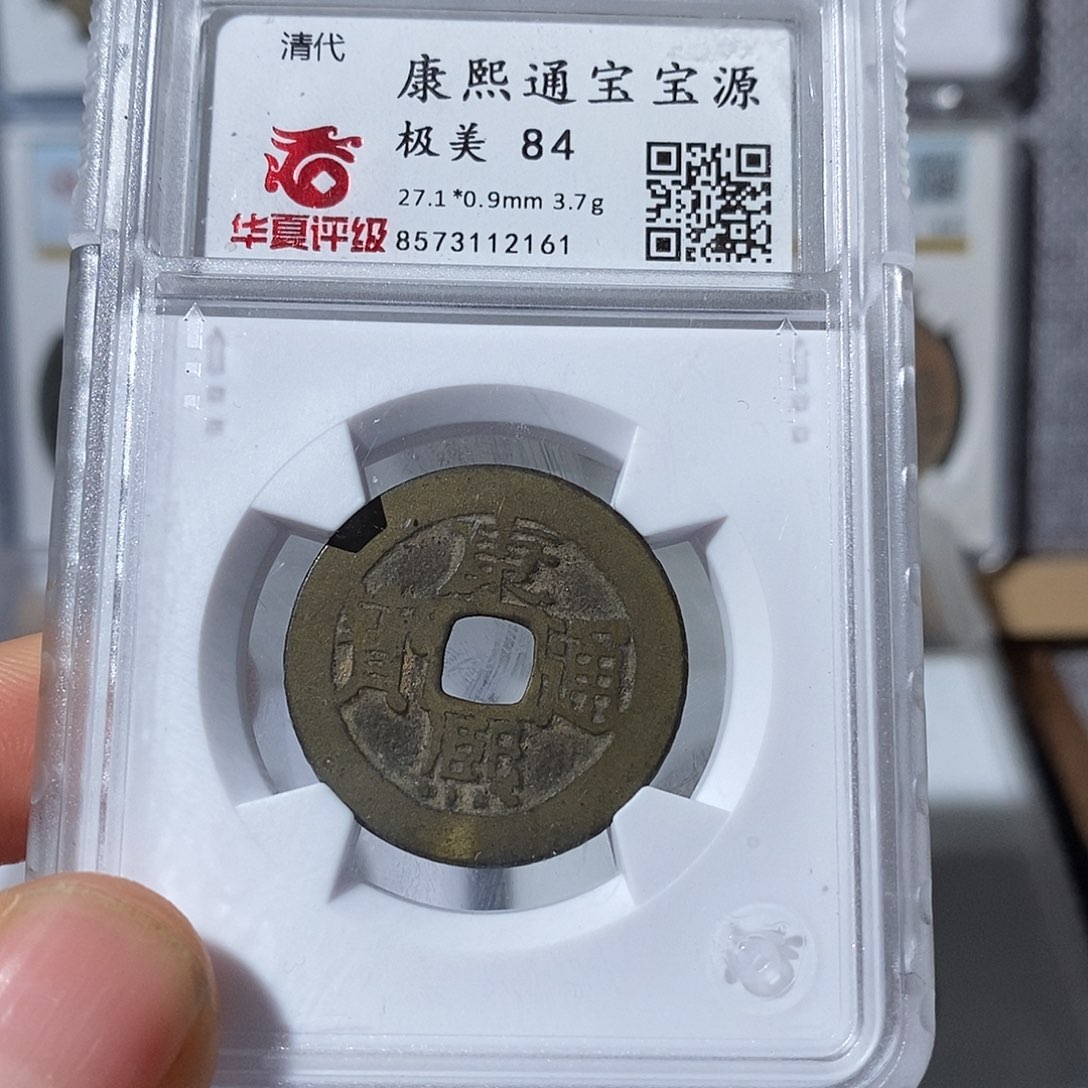 清代
康熙通宝宝源
极美 84
27.1*0.9mm 3.7g
华夏评级
8573112161
康
熙
通
寶